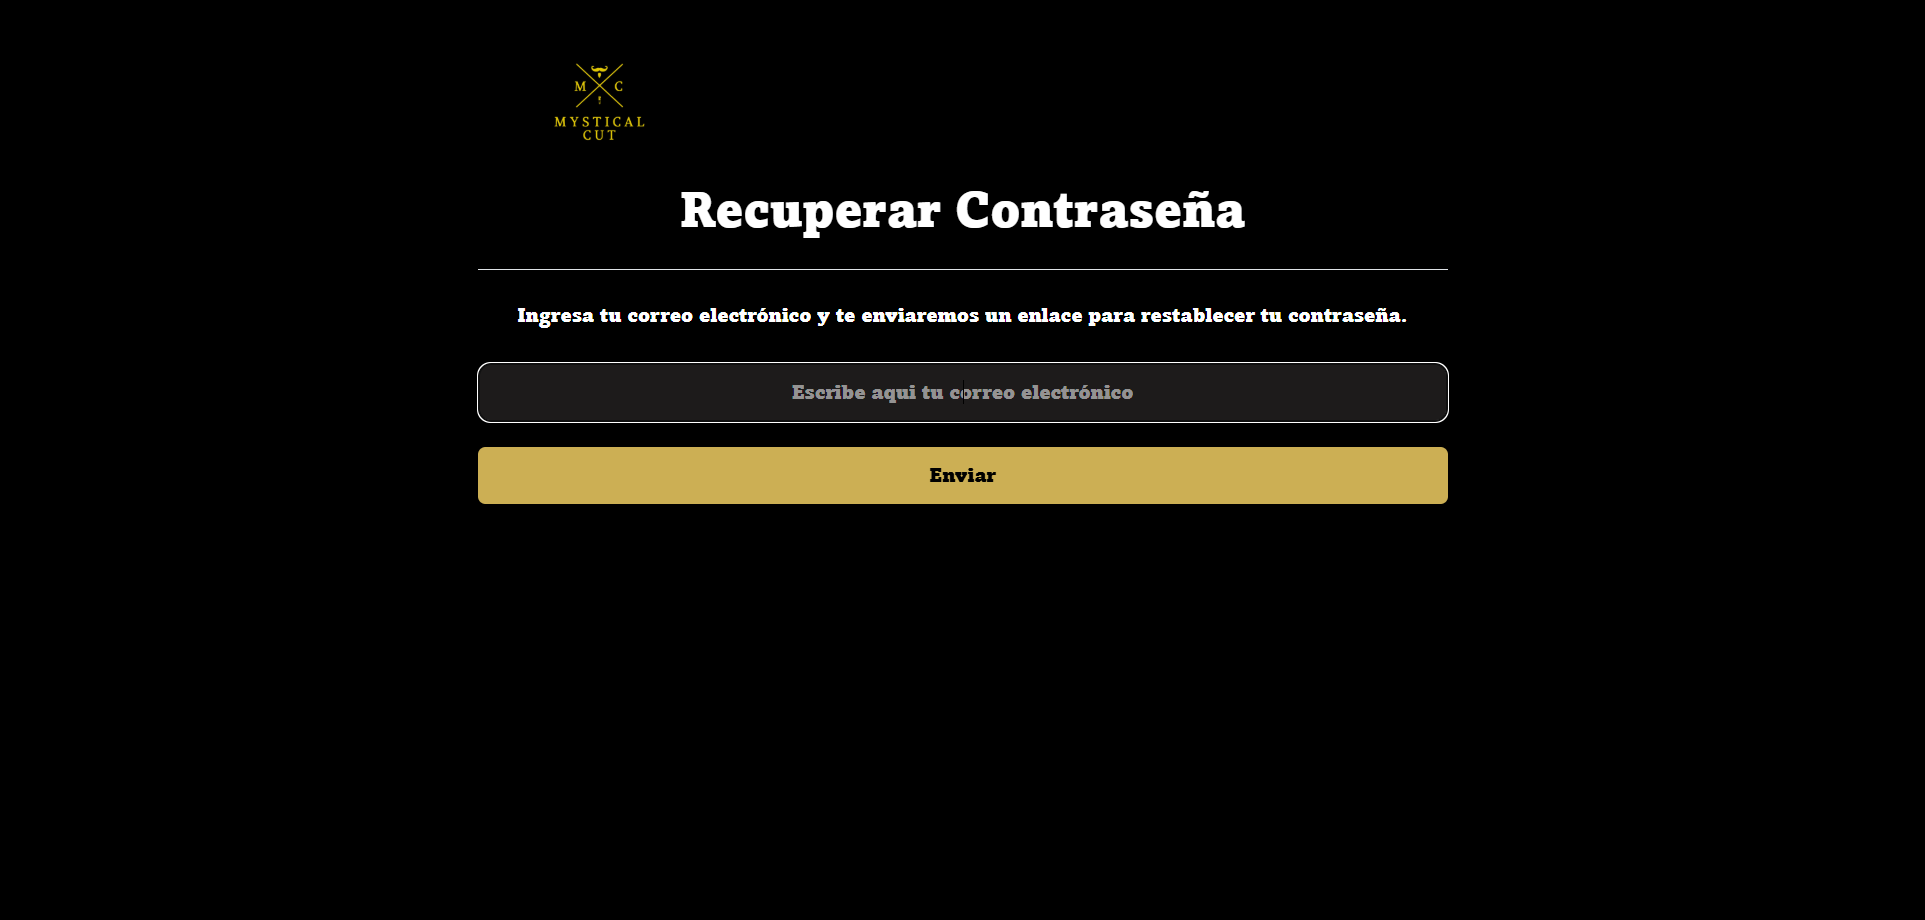 M C
MYSTICAL
CUT
Recuperar Contraseña
Ingresa tu correo electrónico y te enviaremos un enlace para restablecer tu contraseña.
Escribe aqui tu correo electrónico
Enviar